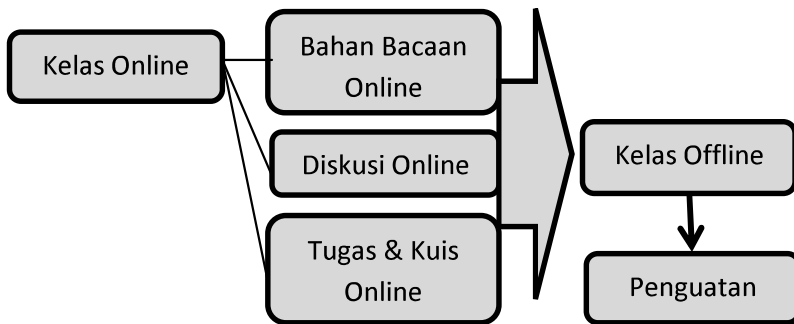 Kelas Online
Bahan Bacaan
Online
Diskusi Online
Tugas & Kuis
Online
Kelas Offline
Penguatan